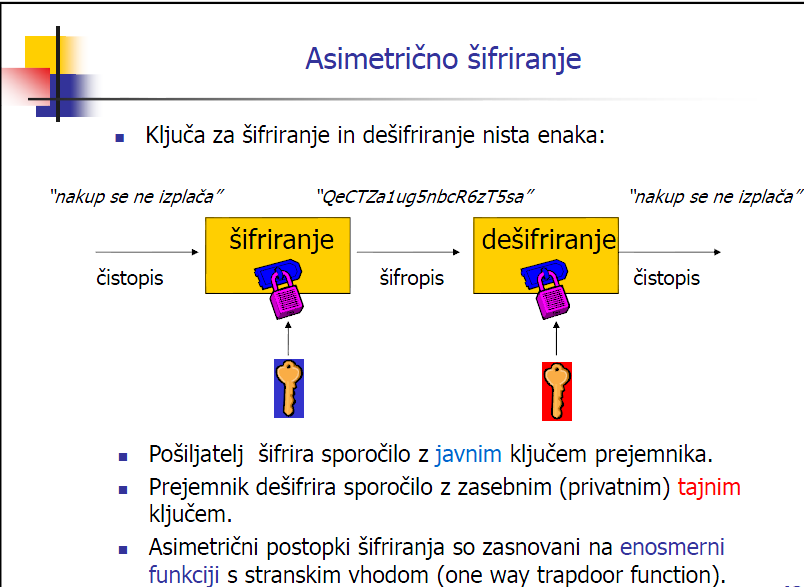 Asimetrično šifriranje
Ključa za šifriranje in dešifriranje nista enaka:
“nakup se ne izplača” “QeCTZa1ug5nbcR6zT5sa” “nakup se ne izplača”
šifriranje dešifriranje
čistopis šifropis čistopis
Pošiljatelj šifrira sporočilo z javnim ključem prejemnika.
Prejemnik dešifrira sporočilo z zasebnim (privatnim) tajnim
ključem.
Asimetrični postopki šifriranja so zasnovani na enosmerni
funkciji s stranskim vhodom (one way trapdoor function).